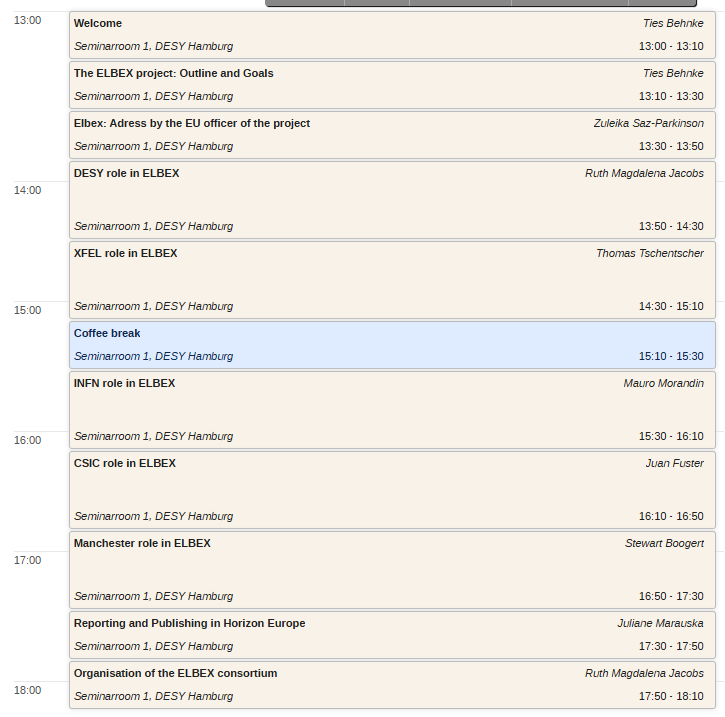 13:00
Welcome Ties Behnke
Seminarroom 1, DESY Hamburg 13:00 - 13:10
The ELBEX project: Outline and Goals Ties Behnke
Seminarroom 1, DESY Hamburg 13:10 - 13:30
Elbex: Adress by the EU officer of the project Zuleika Saz-Parkinson
Seminarroom 1, DESY Hamburg 13:30 - 13:50
DESY role in ELBEX Ruth Magdalena Jacobs
14:00
Seminarroom 1, DESY Hamburg 13:50 - 14:30
XFEL role in ELBEX Thomas Tschentscher
Seminarroom 1, DESY Hamburg 14:30 - 15:10
15:00
Coffee break
Seminarroom 1, DESY Hamburg 15:10 - 15:30
INFN role in ELBEX Mauro Morandin
Seminarroom 1, DESY Hamburg 15:30 - 16:10
16:00
CSIC role in ELBEX Juan Fuster
Seminarroom 1, DESY Hamburg 16:10 - 16:50
Manchester role in ELBEX Stewart Boogert
17:00
Seminarroom 1, DESY Hamburg 16:50 - 17:30
Reporting and Publishing in Horizon Europe Juliane Marauska
Seminarroom 1, DESY Hamburg 17:30 - 17:50
Organisation of the ELBEX consortium Ruth Magdalena Jacobs
18:00
Seminarroom 1, DESY Hamburg 17:50 - 18:10